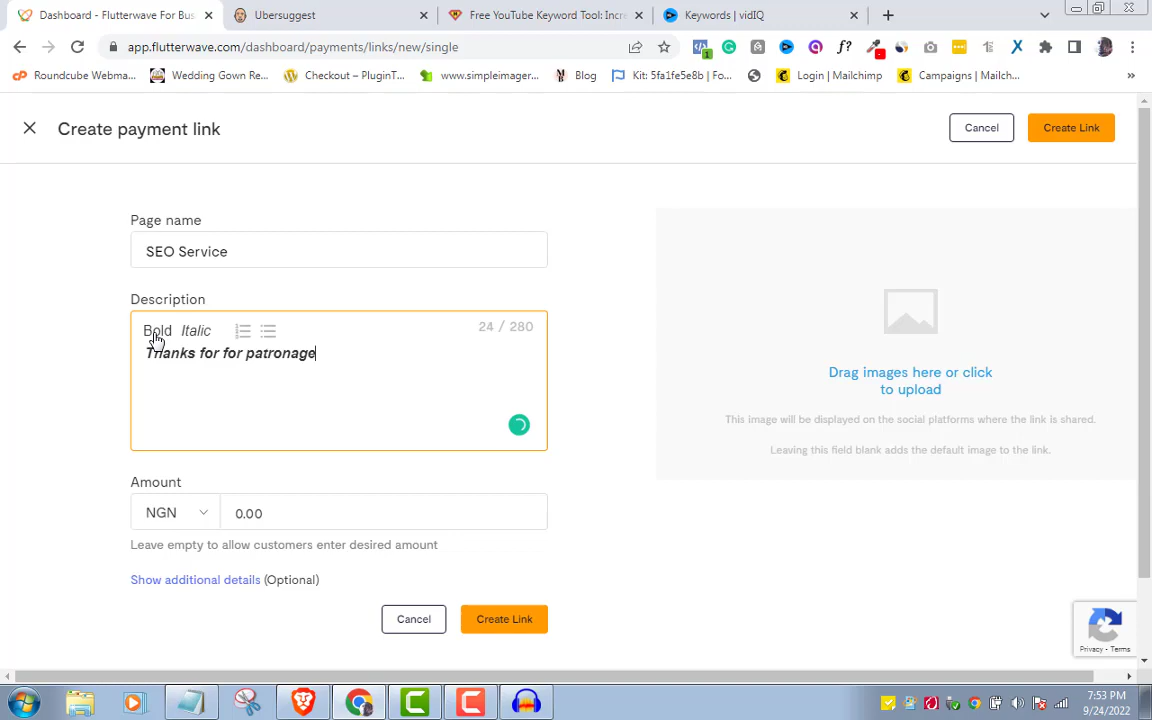 Dashboard - Flutterwave For Bus
Ubersuggest
Free YouTube Keyword Tool: Incre
Keywords | vidIQ
app.flutterwave.com/dashboard/payments/links/new/single
f?
1
Roundcube Webma...
Wedding Gown Re...
Checkout – PluginT...
www.simpleimager...
Blog
Kit: 5fa1fe5e8b | Fo...
Login | Mailchimp
Campaigns | Mailch...
»
Create payment link
Cancel
Create Link
Page name
SEO Service
Description
Bold Italic
24 / 280
Thanks for for patronage
Drag images here or click
to upload
This image will be displayed on the social platforms where the link is shared.
Leaving this field blank adds the default image to the link.
Amount
NGN
0.00
Leave empty to allow customers enter desired amount
Show additional details (Optional)
Cancel
Create Link
Privacy - Terms
7:53 PM
9/24/2022